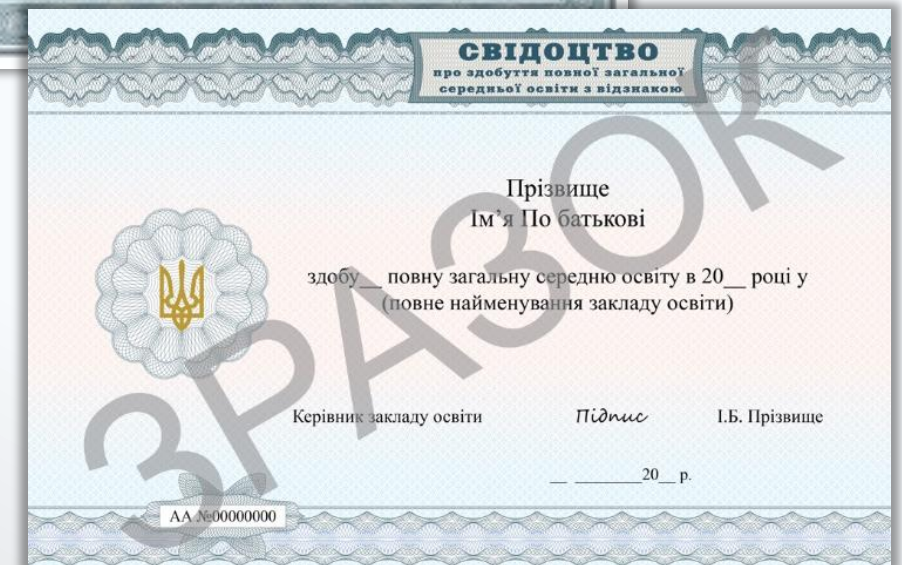 СВІДОЦТВО
про здобуття повної загальної
середньої освіти з відзнакою
Прізвище
Ім’я По батькові
здобу__ повну загальну середню освіту в 20__ році у
(повне найменування закладу освіти)
Керівник закладу освіти Підпис І.Б. Прізвище
__ ________20__ р.
АА №00000000
ЗРАЗОК